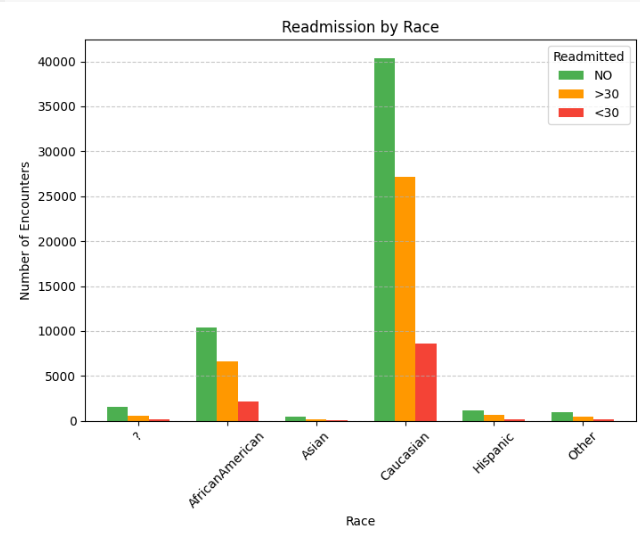 Readmission by Race
Number of Encounters
40000
35000
30000
25000
20000
15000
10000
5000
0
Readmitted
NO
>30
<30
?
AfricanAmerican
Asian
Caucasian
Hispanic
Other
Race